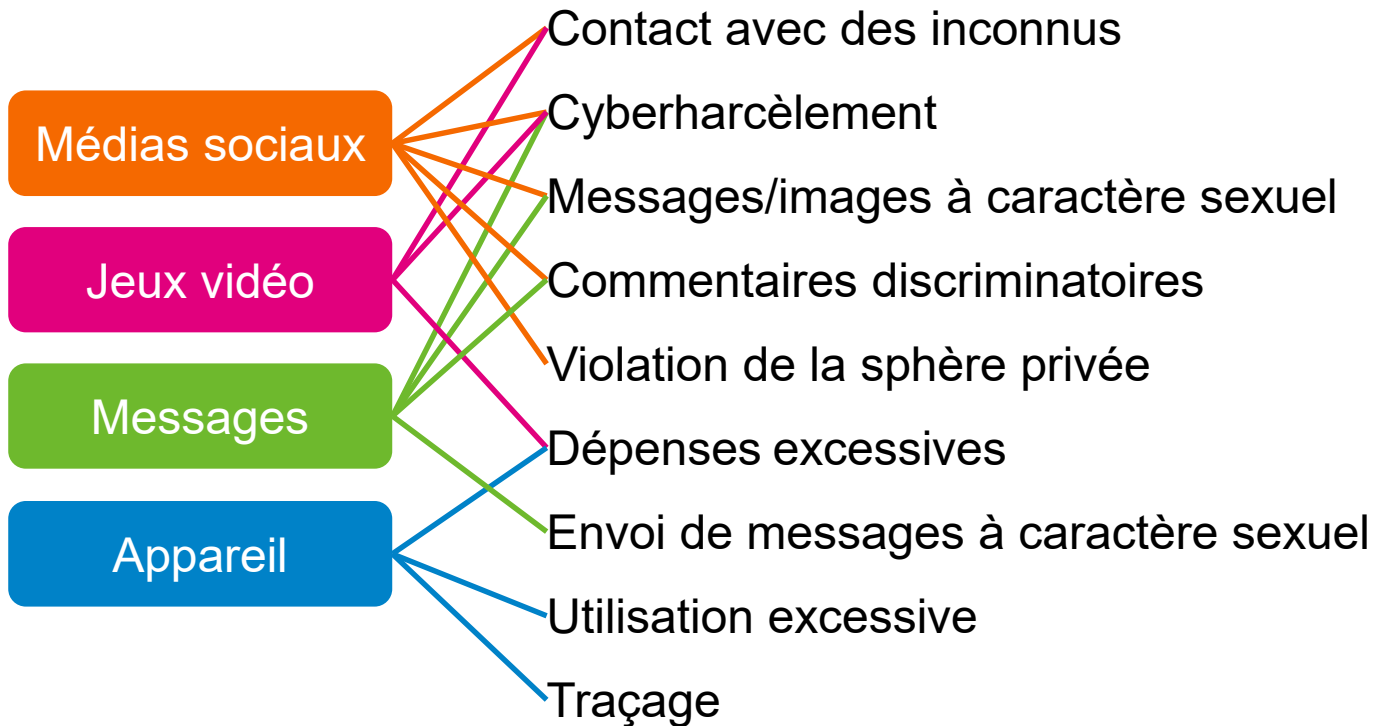 Médias sociaux
Jeux vidéo
Messages
Appareil
Contact avec des inconnus
Cyberharcèlement
Messages/images à caractère sexuel
Commentaires discriminatoires
Violation de la sphère privée
Dépenses excessives
Envoi de messages à caractère sexuel
Utilisation excessive
Traçage